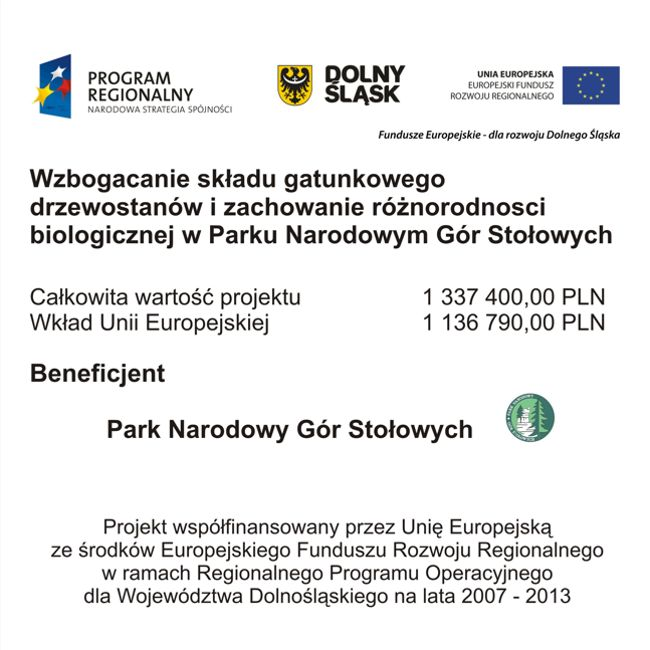 PROGRAM
REGIONALNY
NARODOWA STRATEGIA SPÓJNOŚCI
DOLNY
ŚLĄSK
UNIA EUROPEJSKA
EUROPEJSKI FUNDUSZ
ROZWOJU REGIONALNEGO
Fundusze Europejskie - dla rozwoju Dolnego Śląska
Wzbogacanie składu gatunkowego
drzewostanów i zachowanie różnorodnosci
biologicznej w Parku Narodowym Gór Stołowych
Całkowita wartość projektu 1 337 400,00 PLN
Wkład Unii Europejskiej 1 136 790,00 PLN
Beneficjent
Park Narodowy Gór Stołowych
Projekt współfinansowany przez Unię Europejską
ze środków Europejskiego Funduszu Rozwoju Regionalnego
w ramach Regionalnego Programu Operacyjnego
dla Województwa Dolnośląskiego na lata 2007 - 2013